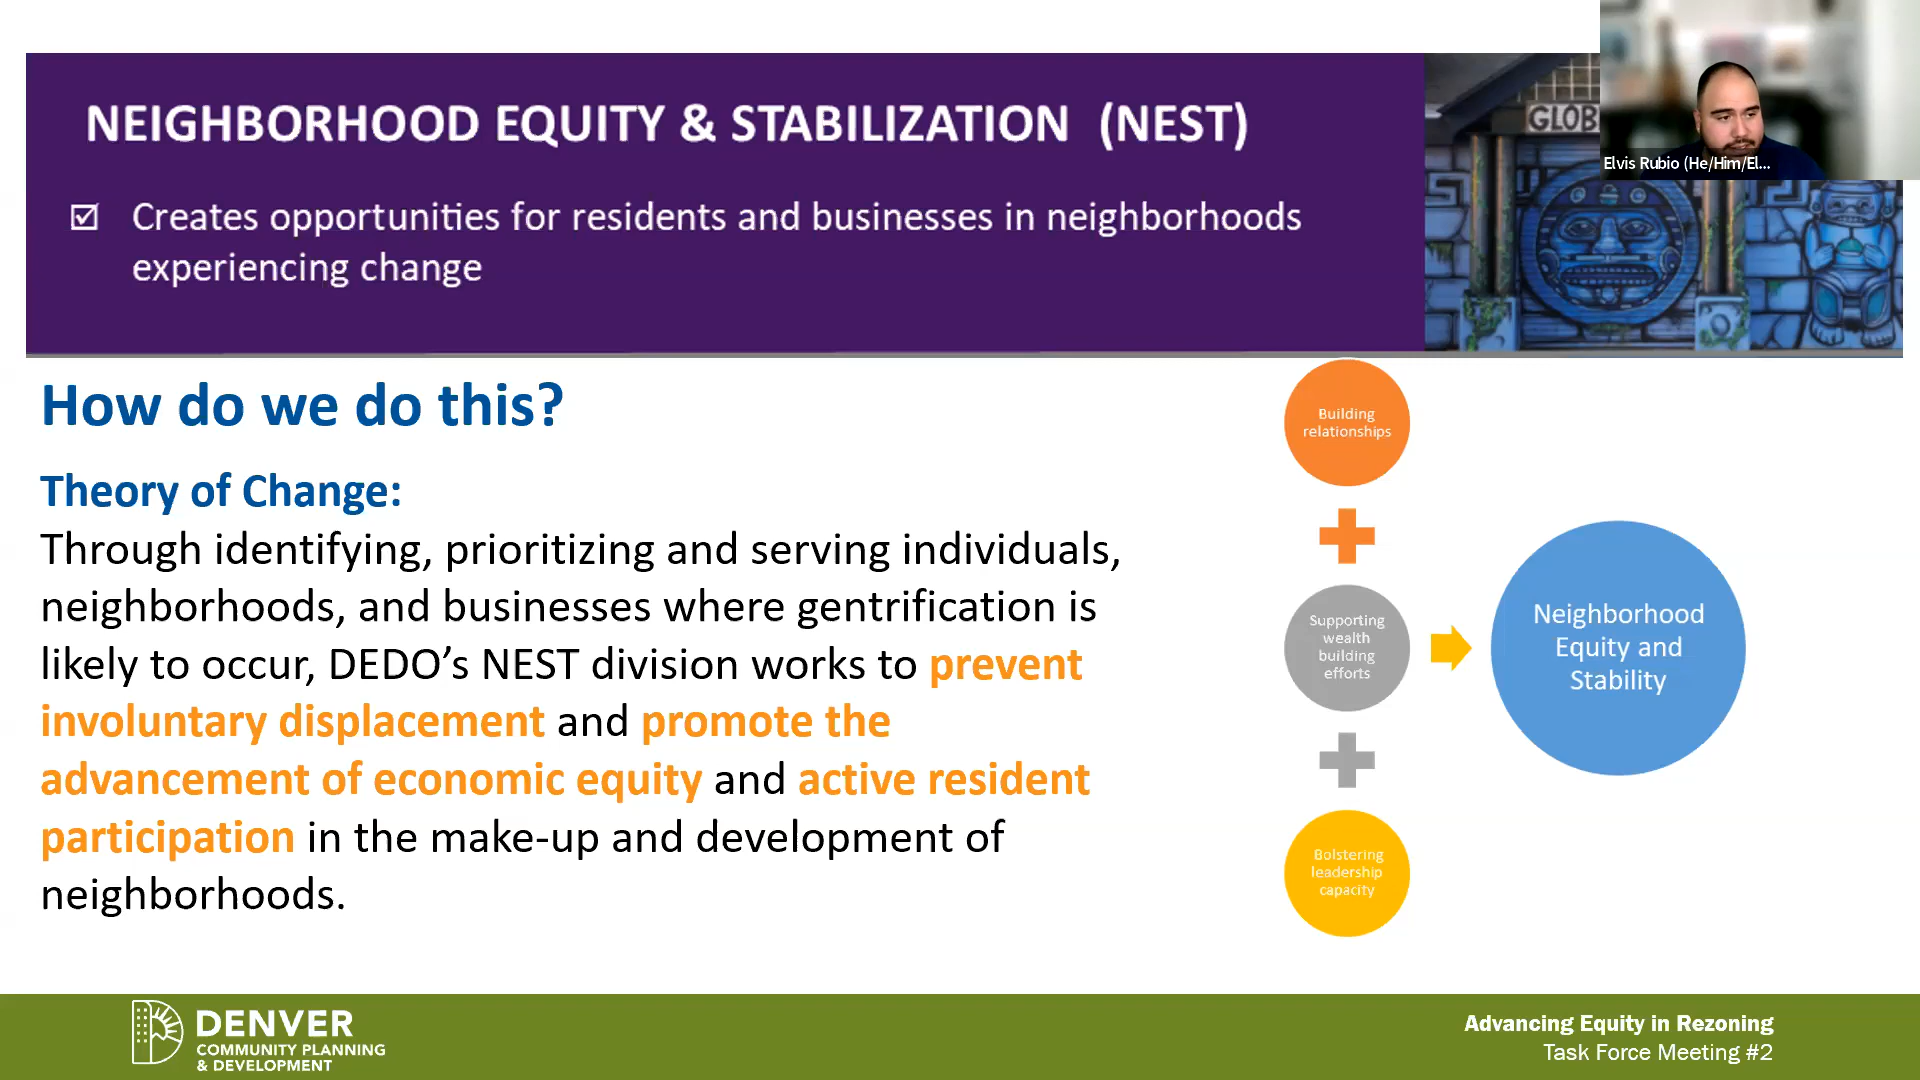 NEIGHBORHOOD EQUITY & STABILIZATION (NEST)
Creates opportunities for residents and businesses in neighborhoods
experiencing change
GLOB
Elvis Rubio (He/Him/El...
How do we do this?
Theory of Change:
Through identifying, prioritizing and serving individuals,
neighborhoods, and businesses where gentrification is
likely to occur, DEDO’s NEST division works to prevent
involuntary displacement and promote the
advancement of economic equity and active resident
participation in the make-up and development of
neighborhoods.
Building
relationships
Supporting
wealth
building
efforts
Bolstering
leadership
capacity
Neighborhood
Equity and
Stability
DENVER
COMMUNITY PLANNING
& DEVELOPMENT
Advancing Equity in Rezoning
Task Force Meeting #2